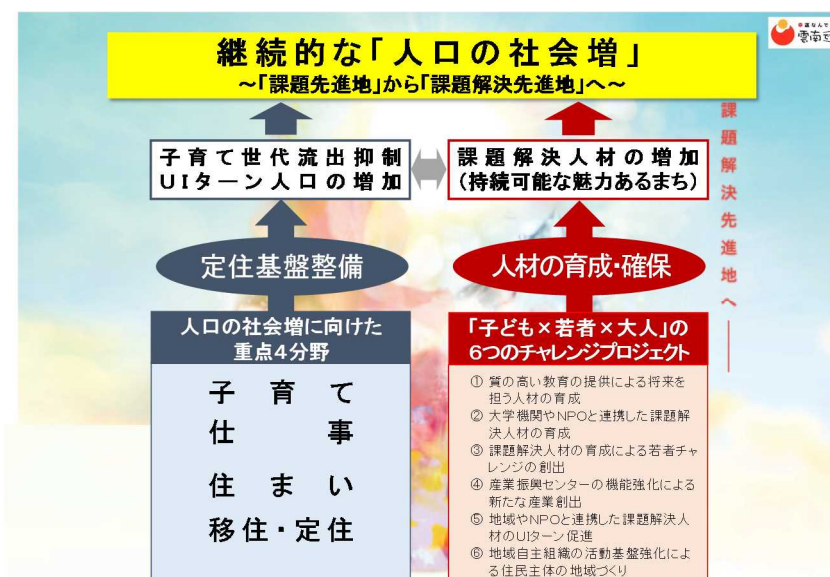 継続的な「人口の社会増」
～「課題先進地」から「課題解決先進地」へ～
幸運なんです
雲南市
課題解決先進地へ
子育て世代流出抑制
UIターン人口の増加
課題解決人材の増加
(持続可能な魅力あるまち)
定住基盤整備
人材の育成・確保
人口の社会増に向けた
重点4分野
子育て
仕事
住まい
移住・定住
「子ども×若者×大人」の
6つのチャレンジプロジェクト
① 質の高い教育の提供による将来を
担う人材の育成
② 大学機関やNPOと連携した課題解
決人材の育成
③ 課題解決人材の育成による若者チャ
レンジの創出
④ 産業振興センターの機能強化による
新たな産業創出
⑤ 地域やNPOと連携した課題解決人
材のUIターン促進
⑥ 地域自主組織の活動基盤強化によ
る住民主体の地域づくり